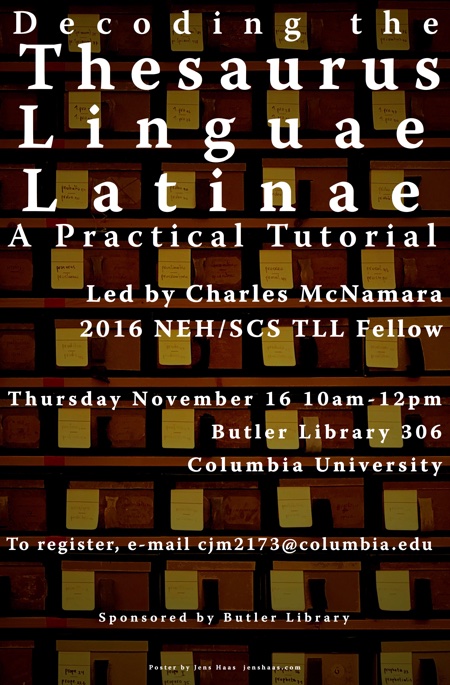 Decoding the
Thesaurus
Linguae
Latinae
A Practical Tutorial
Led by Charles McNamara
2016 NEH/SCS TLL Fellow
Thursday November 16 10am-12pm
Butler Library 306
Columbia University
To register, e-mail cjm2173@columbia.edu
Sponsored by Butler Library
Poster by Jens Haas jenshaas.com